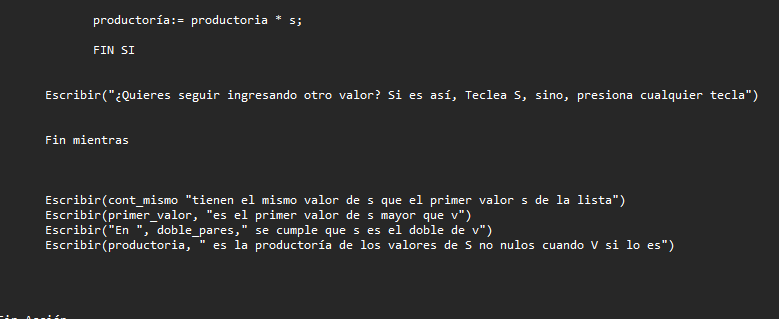 productoría:= productoria * s;
FIN SI
Escribir("¿Quieres seguir ingresando otro valor? Si es así, Teclea S, sino, presiona cualquier tecla")
Fin mientras
Escribir(cont_mismo "tienen el mismo valor de s que el primer valor s de la lista")
Escribir(primer_valor, "es el primer valor de s mayor que v")
Escribir("En ", doble_pares," se cumple que s es el doble de v")
Escribir(productoria, " es la productoría de los valores de S no nulos cuando V si lo es")
Fin Acción